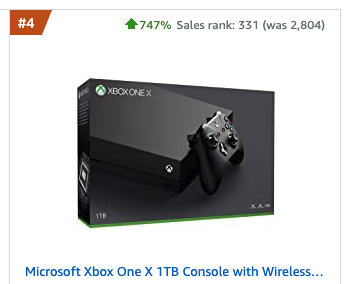 #4
747% Sales rank: 331 (was 2,804)
XBOX ONE X
1TB
Microsoft Xbox One X 1TB Console with Wireless...